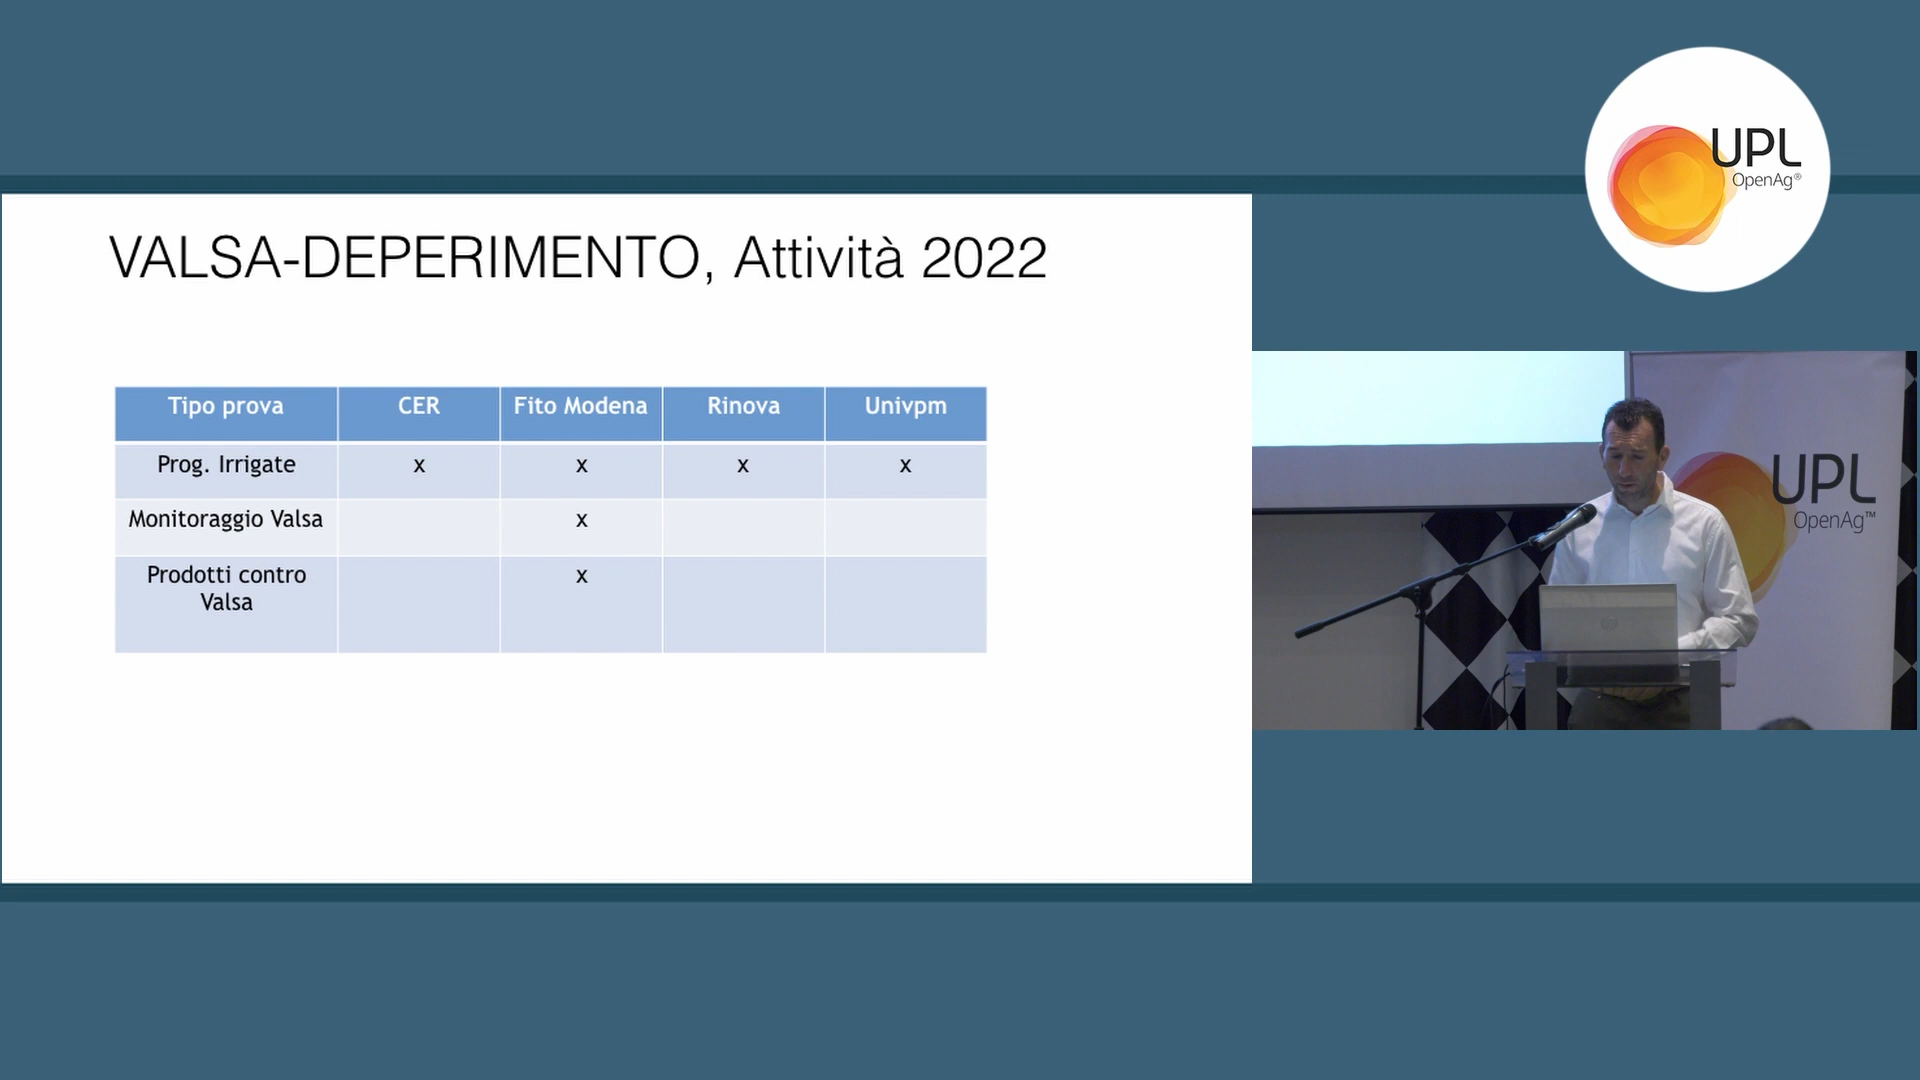 UPL
OpenAg®
VALSA-DEPERIMENTO, Attività 2022
Tipo prova CER Fito Modena Rinova Univpm
Prog. Irrigate x x x x
Monitoraggio Valsa x
Prodotti contro
Valsa x
UPL
OpenAg™